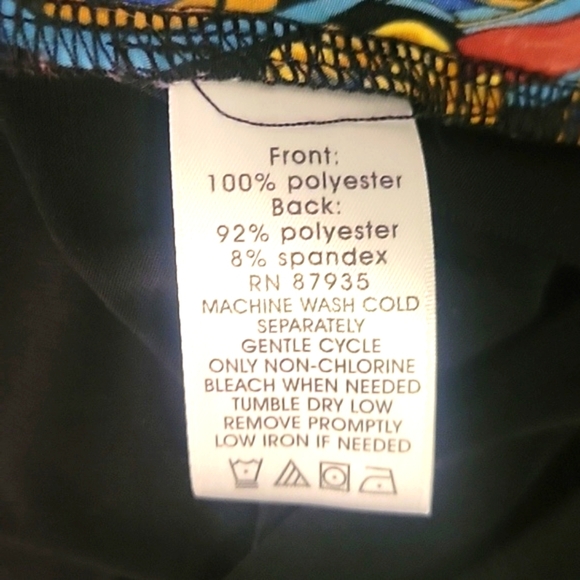 Front:
100% polyester
Back:
92% polyester
8% spandex
RN 87935
MACHINE WASH COLD
SEPARATELY
GENTLE CYCLE
ONLY NON-CHLORINE
BLEACH WHEN NEEDED
TUMBLE DRY LOW
REMOVE PROMPTLY
LOW IRON IF NEEDED